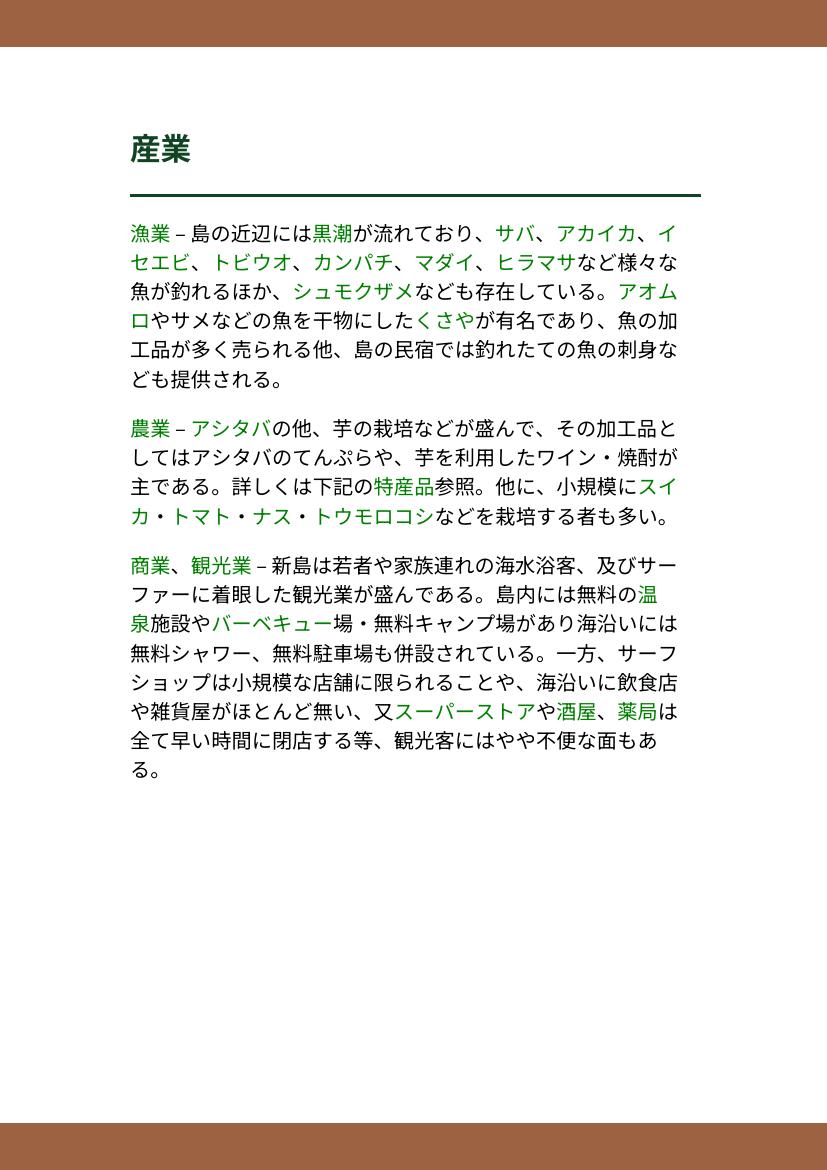 産業
漁業 – 島の近辺には黒潮が流れており、サバ、アカイカ、イ
セエビ、トビウオ、カンパチ、マダイ、ヒラマサなど様々な
魚が釣れるほか、シュモクザメなども存在している。アオム
ロやサメなどの魚を干物にしたくさやが有名であり、魚の加
工品が多く売られる他、島の民宿では釣れたての魚の刺身な
ども提供される。
農業 – アシタバの他、芋の栽培などが盛んで、その加工品と
してはアシタバのてんぷらや、芋を利用したワイン・焼酎が
主である。詳しくは下記の特産品参照。他に、小規模にスイ
カ・トマト・ナス・トウモロコシなどを栽培する者も多い。
商業、観光業 – 新島は若者や家族連れの海水浴客、及びサー
ファーに着眼した観光業が盛んである。島内には無料の温
泉施設やバーベキュー場・無料キャンプ場があり海沿いには
無料シャワー、無料駐車場も併設されている。一方、サーフ
ショップは小規模な店舗に限られることや、海沿いに飲食店
や雑貨屋がほとんど無い、又スーパーストアや酒屋、薬局は
全て早い時間に閉店する等、観光客にはやや不便な面もあ
る。